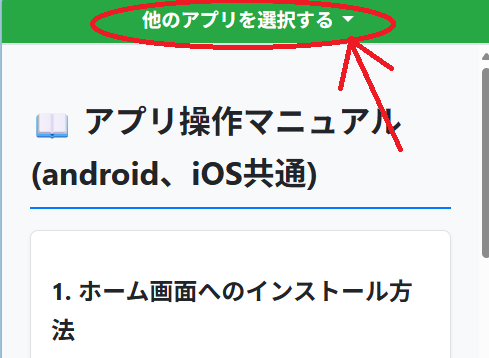 他のアプリを選択する
📖 アプリ操作マニュアル
(android、iOS共通)
1. ホーム画面へのインストール方
法